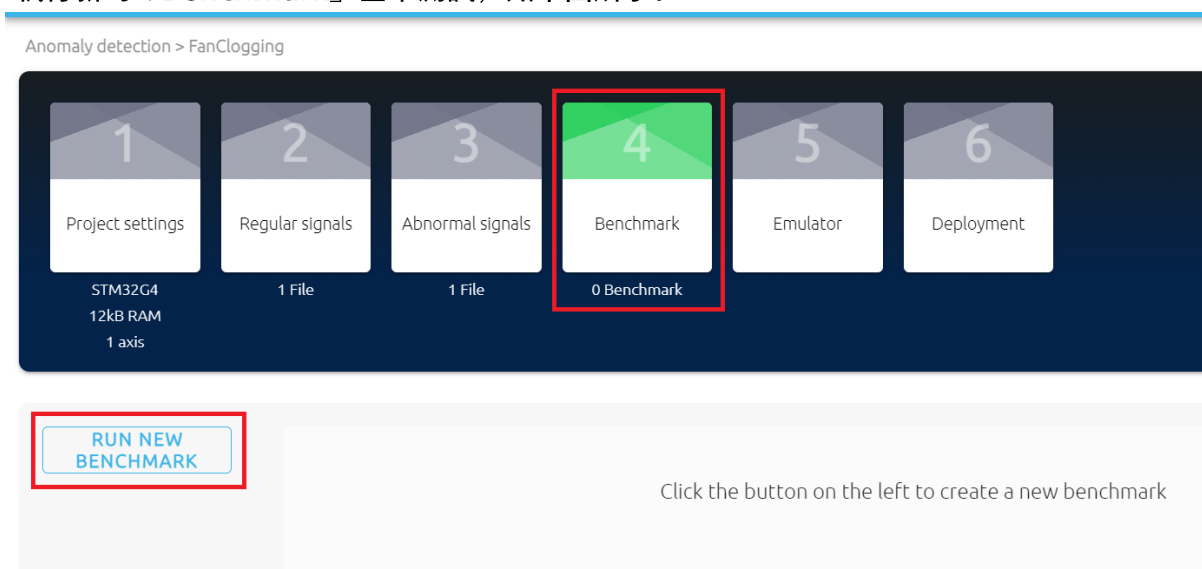 Anomaly detection > FanClogging
1
2
3
4
5
6
Project settings
Regular signals
Abnormal signals
Benchmark
Emulator
Deployment
STM32G4
12kB RAM
1 axis
1 File
1 File
0 Benchmark
RUN NEW
BENCHMARK
Click the button on the left to create a new benchmark